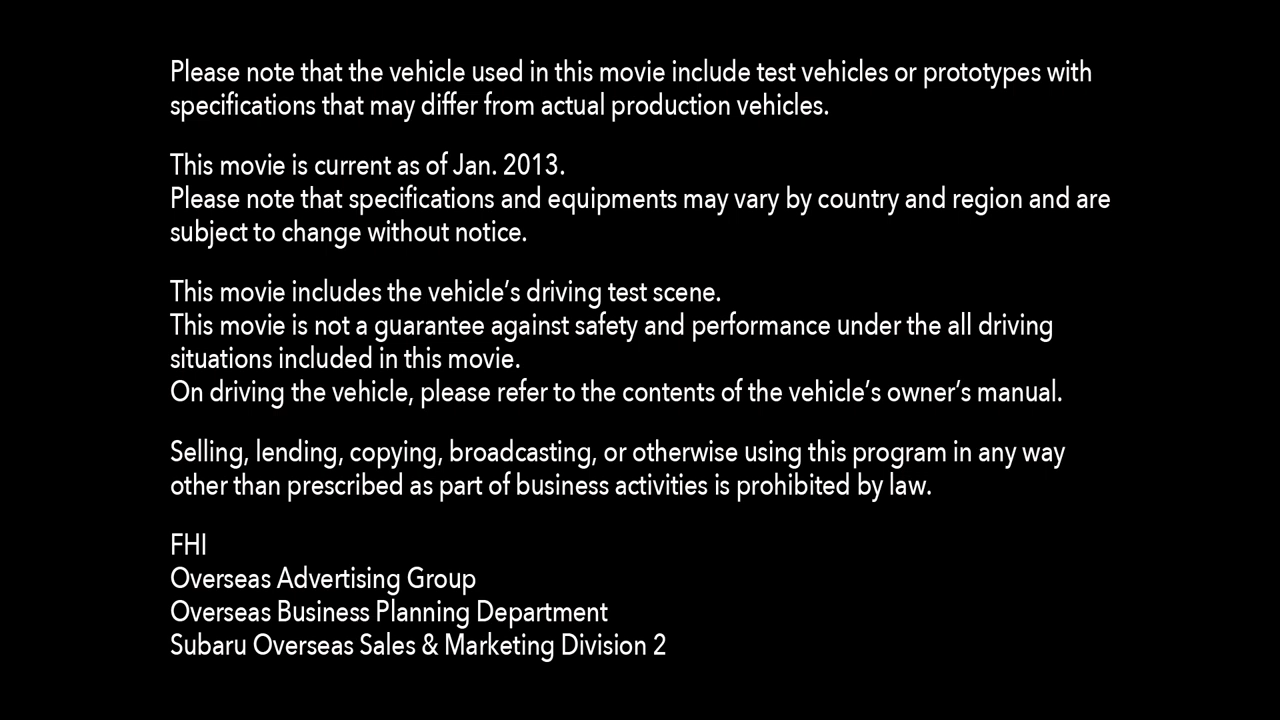 Please note that the vehicle used in this movie include test vehicles or prototypes with
specifications that may differ from actual production vehicles.
This movie is current as of Jan. 2013.
Please note that specifications and equipments may vary by country and region and are
subject to change without notice.
This movie includes the vehicle’s driving test scene.
This movie is not a guarantee against safety and performance under the all driving
situations included in this movie.
On driving the vehicle, please refer to the contents of the vehicle’s owner’s manual.
Selling, lending, copying, broadcasting, or otherwise using this program in any way
other than prescribed as part of business activities is prohibited by law.
FHI
Overseas Advertising Group
Overseas Business Planning Department
Subaru Overseas Sales & Marketing Division 2